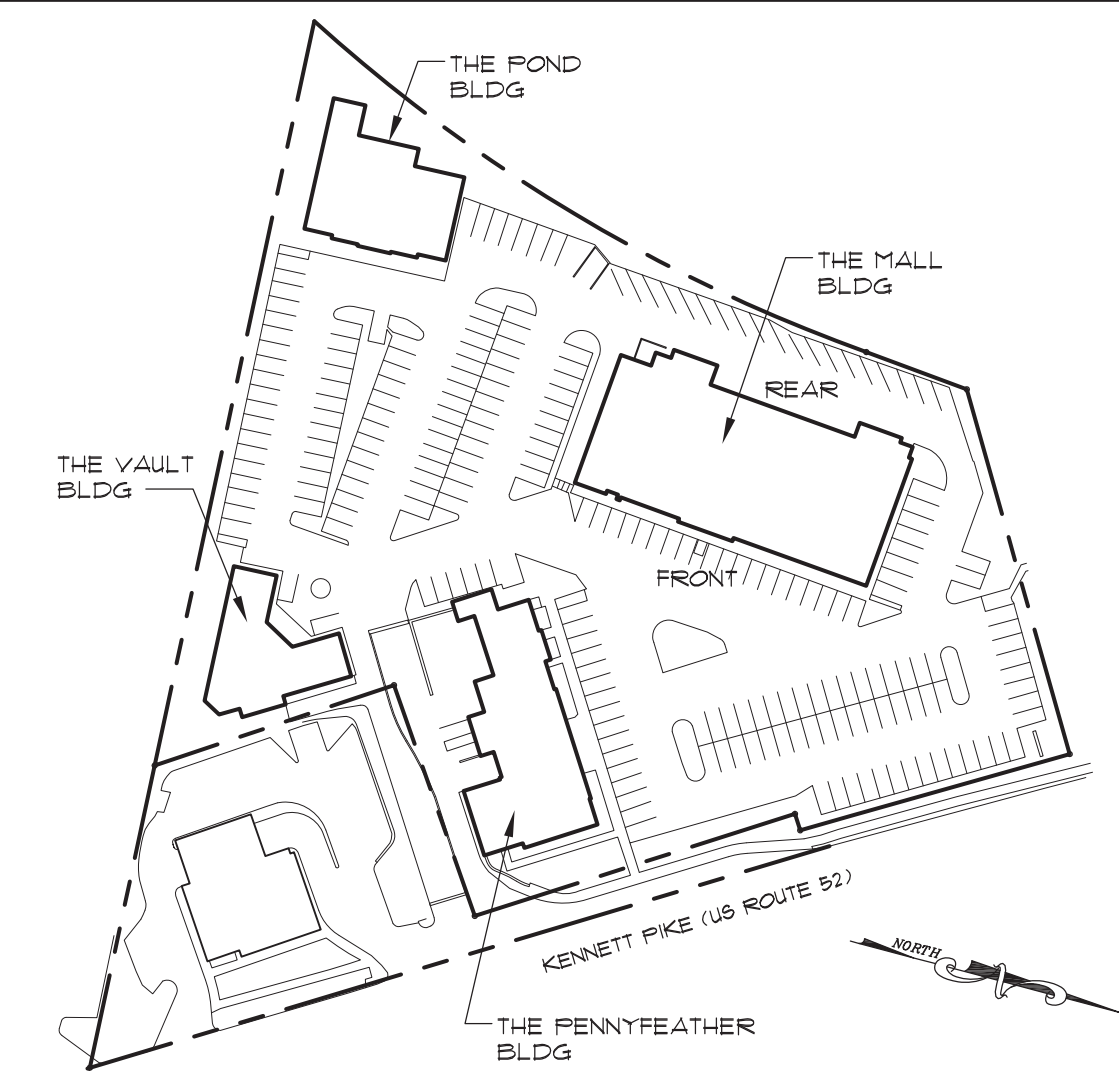 THE POND
BLDG
THE MALL
BLDG
REAR
THE VAULT
BLDG
FRONT
KENNETT PIKE (US ROUTE 52)
NORTH
THE PENNYFEATHER
BLDG